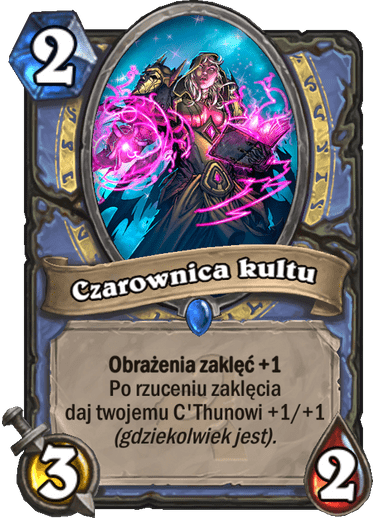 2
Czarownica kultu
Obrażenia zaklęć +1
Po rzuceniu zaklęcia
daj twojemu C'Thunowi +1/+1
(gdziekolwiek jest).
3
2